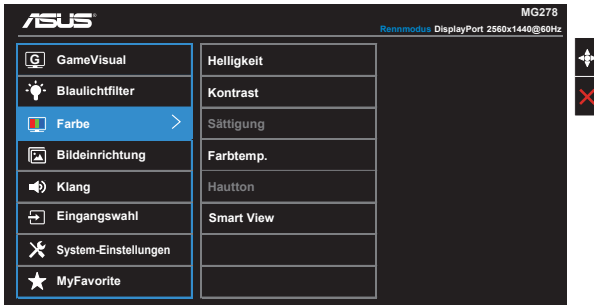 ASUS
MG278
Rennmodus DisplayPort 2560x1440@60Hz
G GameVisual
Blaulichtfilter
Farbe
Bildeinrichtung
Klang
Eingangswahl
System-Einstellungen
MyFavorite
Helligkeit
Kontrast
Sättigung
Farbtemp.
Hautton
Smart View